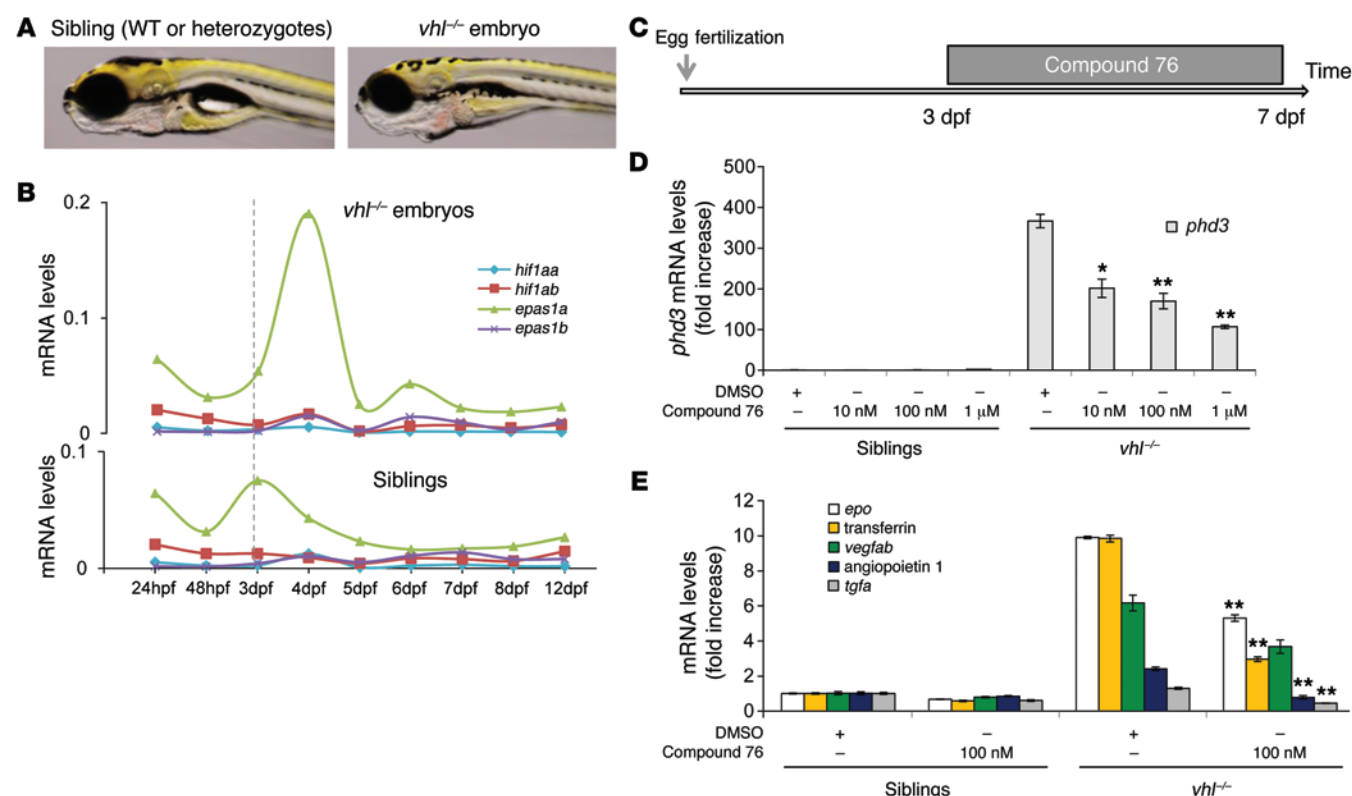 A
Sibling (WT or heterozygotes)
vhl–/– embryo
B
mRNA levels
0.2
0.1
0
vhl–/– embryos
hif1aa
hif1ab
epas1a
epas1b
mRNA levels
0.1
0
Siblings
24hpf 48hpf 3dpf 4dpf 5dpf 6dpf 7dpf 8dpf 12dpf
C
Egg fertilization
Compound 76
Time
3 dpf 7 dpf
D
phd3 mRNA levels
(fold increase)
500
400
300
200
100
0
phd3
* ** **
DMSO + – – – + – – –
Compound 76 – 10 nM 100 nM 1 μM – 10 nM 100 nM 1 μM
Siblings vhl–/–
E
mRNA levels
(fold increase)
12
10
8
6
4
2
0
epo
transferrin
vegfab
angiopoietin 1
tgfa
** ** ** **
DMSO + – + –
Compound 76 – 100 nM – 100 nM
Siblings vhl–/–